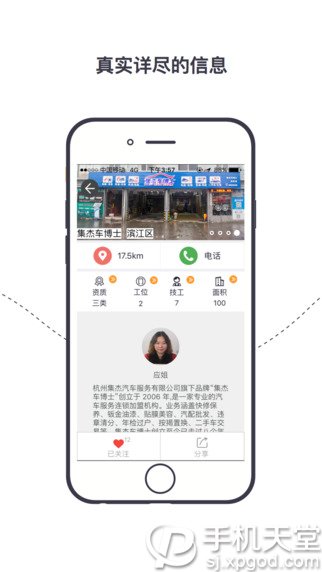 真实详尽的信息
中国移动 4G 下午3:57
集杰车博士 滨江区
17.5km 电话
资质 工位 技工 面积
三类 2 7 100
应姐
杭州集杰汽车服务有限公司旗下品牌“集杰
车博士”创立于 2006 年,是一家专业的汽
车服务连锁加盟机构。业务涵盖快修保
养、钣金油漆、贴膜美容、汽配批发、违
章清分、年检过户、按揭置换、二手车交
12
已关注 分享
手机天堂
sj.xpgod.com